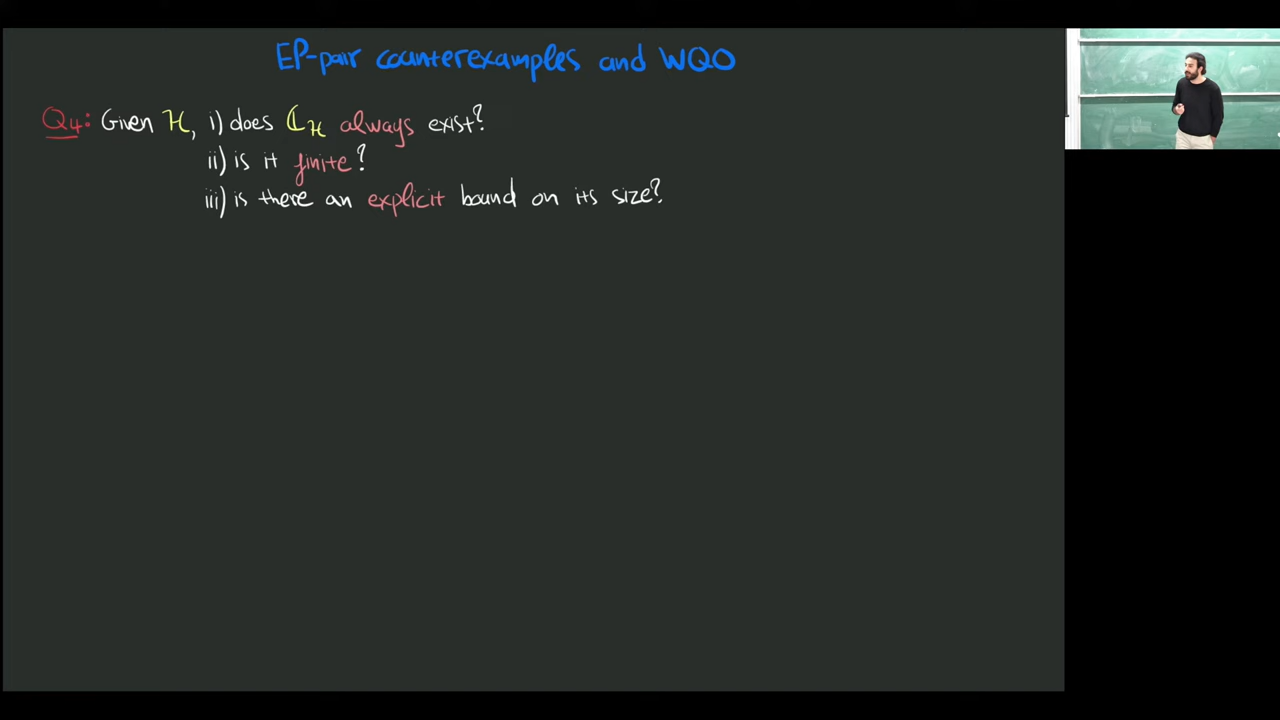 EP-pair counterexamples and WQO
Q4: Given ℋ, i) does ℂ_ℋ always exist?
ii) is it finite?
iii) is there an explicit bound on its size?